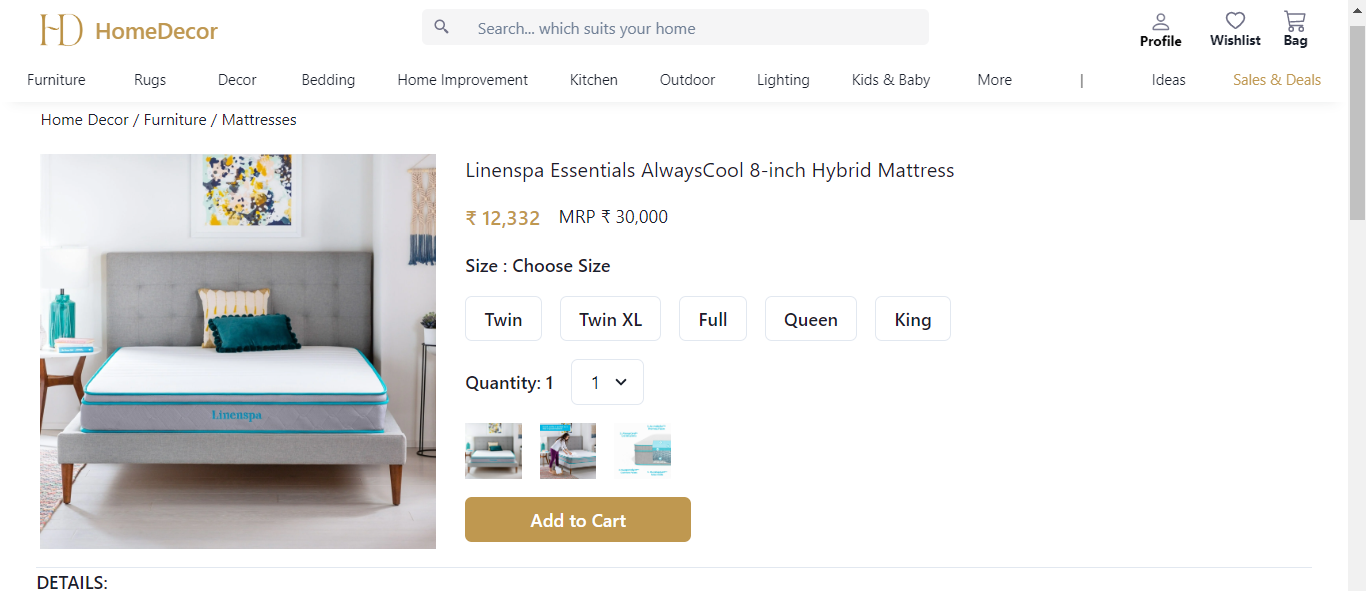 HD HomeDecor
Search... which suits your home
Profile Wishlist Bag
Furniture Rugs Decor Bedding Home Improvement Kitchen Outdoor Lighting Kids & Baby More | Ideas Sales & Deals
Home Decor / Furniture / Mattresses
Linenspa Essentials AlwaysCool 8-inch Hybrid Mattress
₹ 12,332 MRP ₹ 30,000
Size : Choose Size
Twin Twin XL Full Queen King
Quantity: 1 1
Linenspa
Add to Cart
DETAILS: